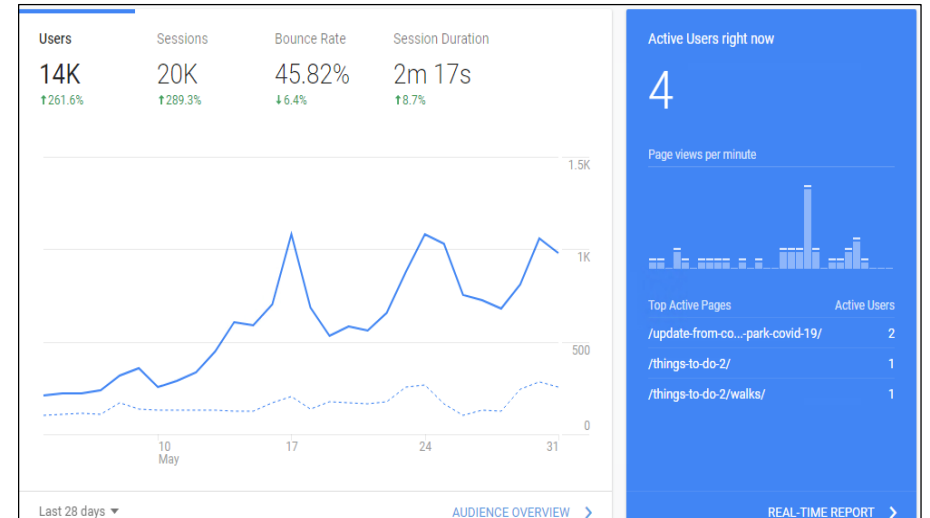 Users Sessions Bounce Rate Session Duration
14K 20K 45.82% 2m 17s
↑261.6% ↑289.3% ↓6.4% ↑8.7%
1.5K
1K
500
0
10 17 24 31
May
Last 28 days ▼ AUDIENCE OVERVIEW >
Active Users right now
4
Page views per minute
Top Active Pages Active Users
/update-from-co...-park-covid-19/ 2
/things-to-do-2/ 1
/things-to-do-2/walks/ 1
REAL-TIME REPORT >